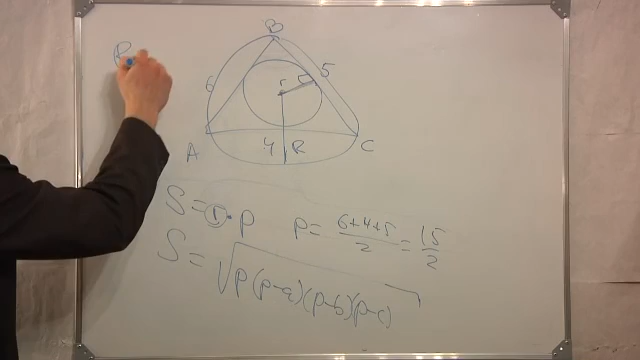 R
B
6
5
r
A
4
R
C
S = r · p
p = 6+4+5/2 = 15/2
S = √p(p-a)(p-b)(p-c)